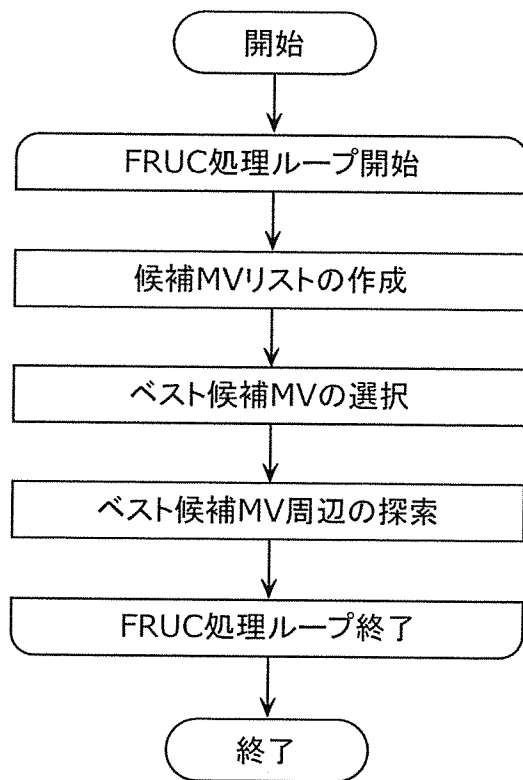 開始
FRUC処理ループ開始
候補MVリストの作成
ベスト候補MVの選択
ベスト候補MV周辺の探索
FRUC処理ループ終了
終了